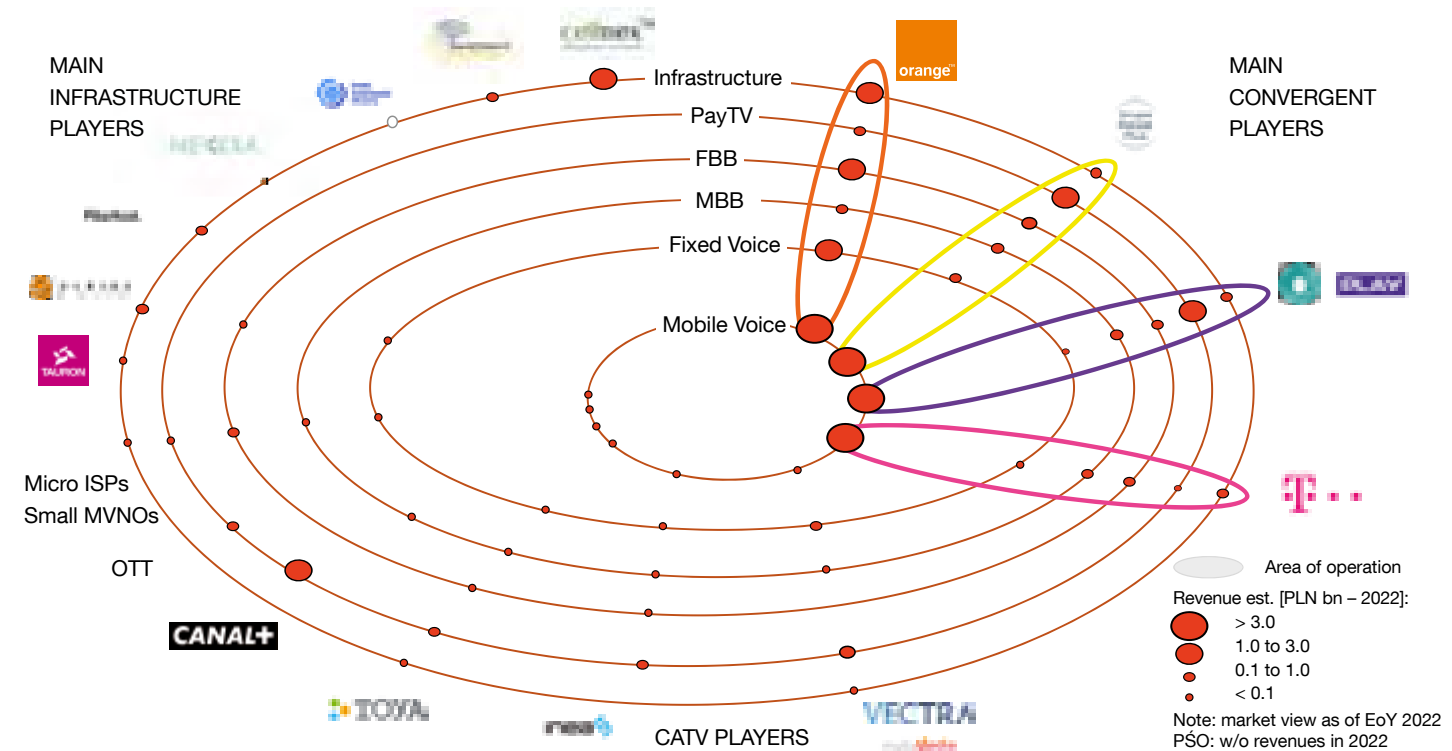 MAIN
INFRASTRUCTURE
PLAYERS
cellnex™
orange™
MAIN
CONVERGENT
PLAYERS
Infrastructure
PayTV
FBB
MBB
Fixed Voice
Mobile Voice
PLAY
TAURON
Micro ISPs
Small MVNOs
OTT
CANAL+
TOYA
inea
CATV PLAYERS
VECTRA
T
Area of operation
Revenue est. [PLN bn – 2022]:
> 3.0
1.0 to 3.0
0.1 to 1.0
< 0.1
Note: market view as of EoY 2022
PŚO: w/o revenues in 2022